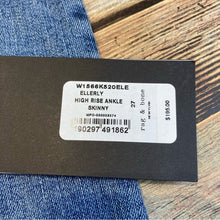 W1566K520ELE
ELLERLY
HIGH RISE ANKLE
SKINNY
190297491862
27
rag & bone
$195.00